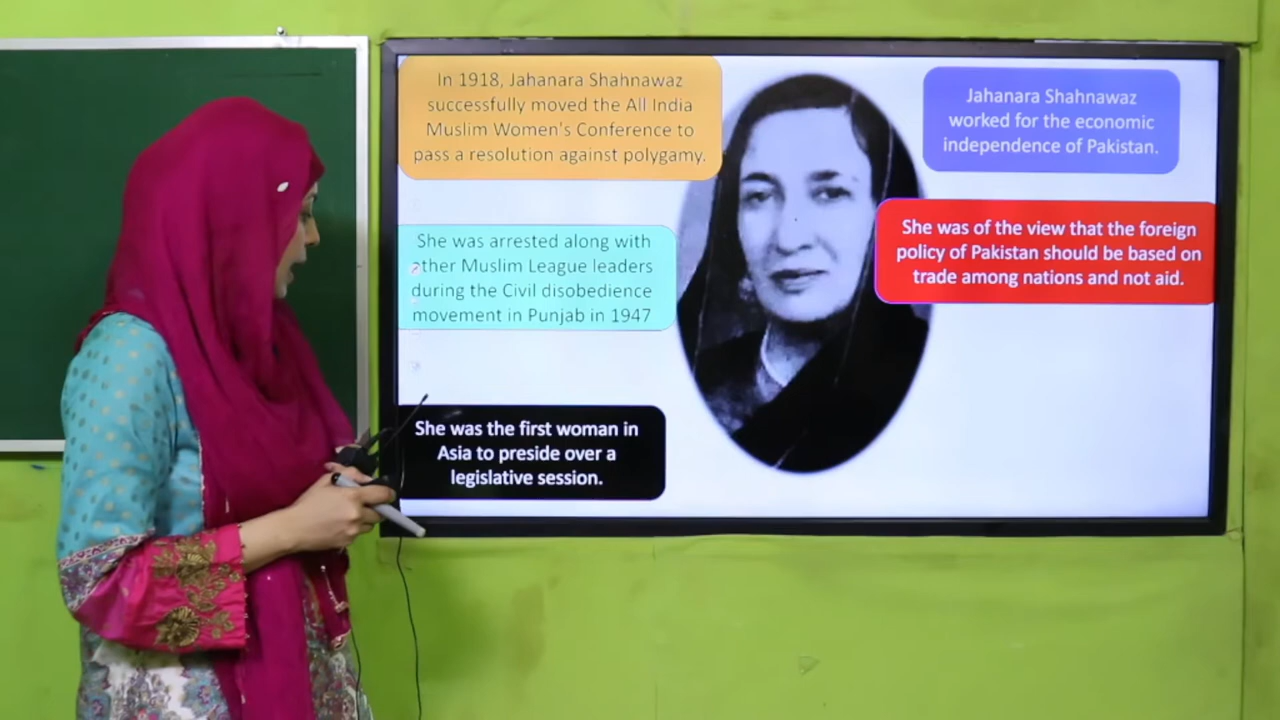 In 1918, Jahanara Shahnawaz
successfully moved the All India
Muslim Women's Conference to
pass a resolution against polygamy.
She was arrested along with
other Muslim League leaders
during the Civil disobedience
movement in Punjab in 1947
She was the first woman in
Asia to preside over a
legislative session.
Jahanara Shahnawaz
worked for the economic
independence of Pakistan.
She was of the view that the foreign
policy of Pakistan should be based on
trade among nations and not aid.